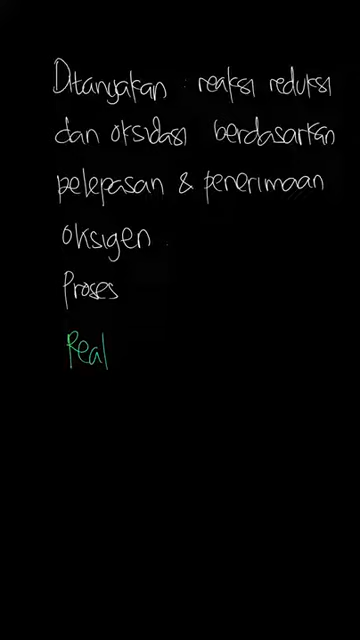 Ditanyakan : reaksi reduksi
dan oksidasi berdasarkan
pelepasan & penerimaan
oksigen.
Proses
Real